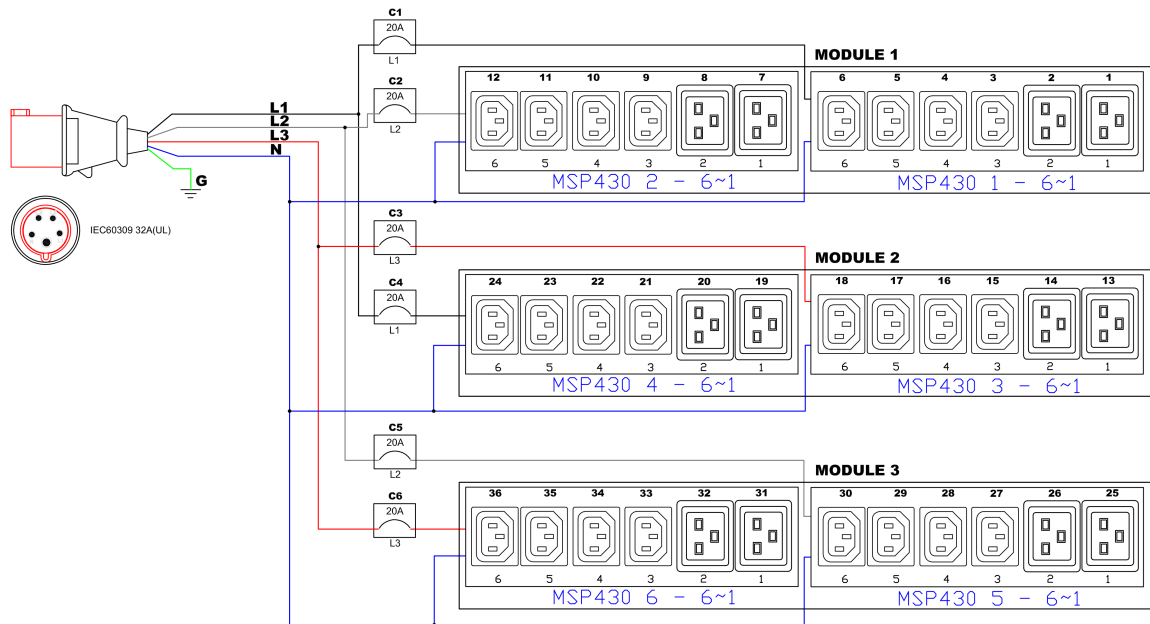 C1
20A
L1
C2
20A
L2
L1
L2
L3
N
G
IEC60309 32A(UL)
MODULE 1
12 11 10 9 8 7 6 5 4 3 2 1
6 5 4 3 2 1 6 5 4 3 2 1
MSP430 2 - 6~1 MSP430 1 - 6~1
C3
20A
L3
C4
20A
L1
MODULE 2
24 23 22 21 20 19 18 17 16 15 14 13
6 5 4 3 2 1 6 5 4 3 2 1
MSP430 4 - 6~1 MSP430 3 - 6~1
C5
20A
L2
C6
20A
L3
MODULE 3
36 35 34 33 32 31 30 29 28 27 26 25
6 5 4 3 2 1 6 5 4 3 2 1
MSP430 6 - 6~1 MSP430 5 - 6~1